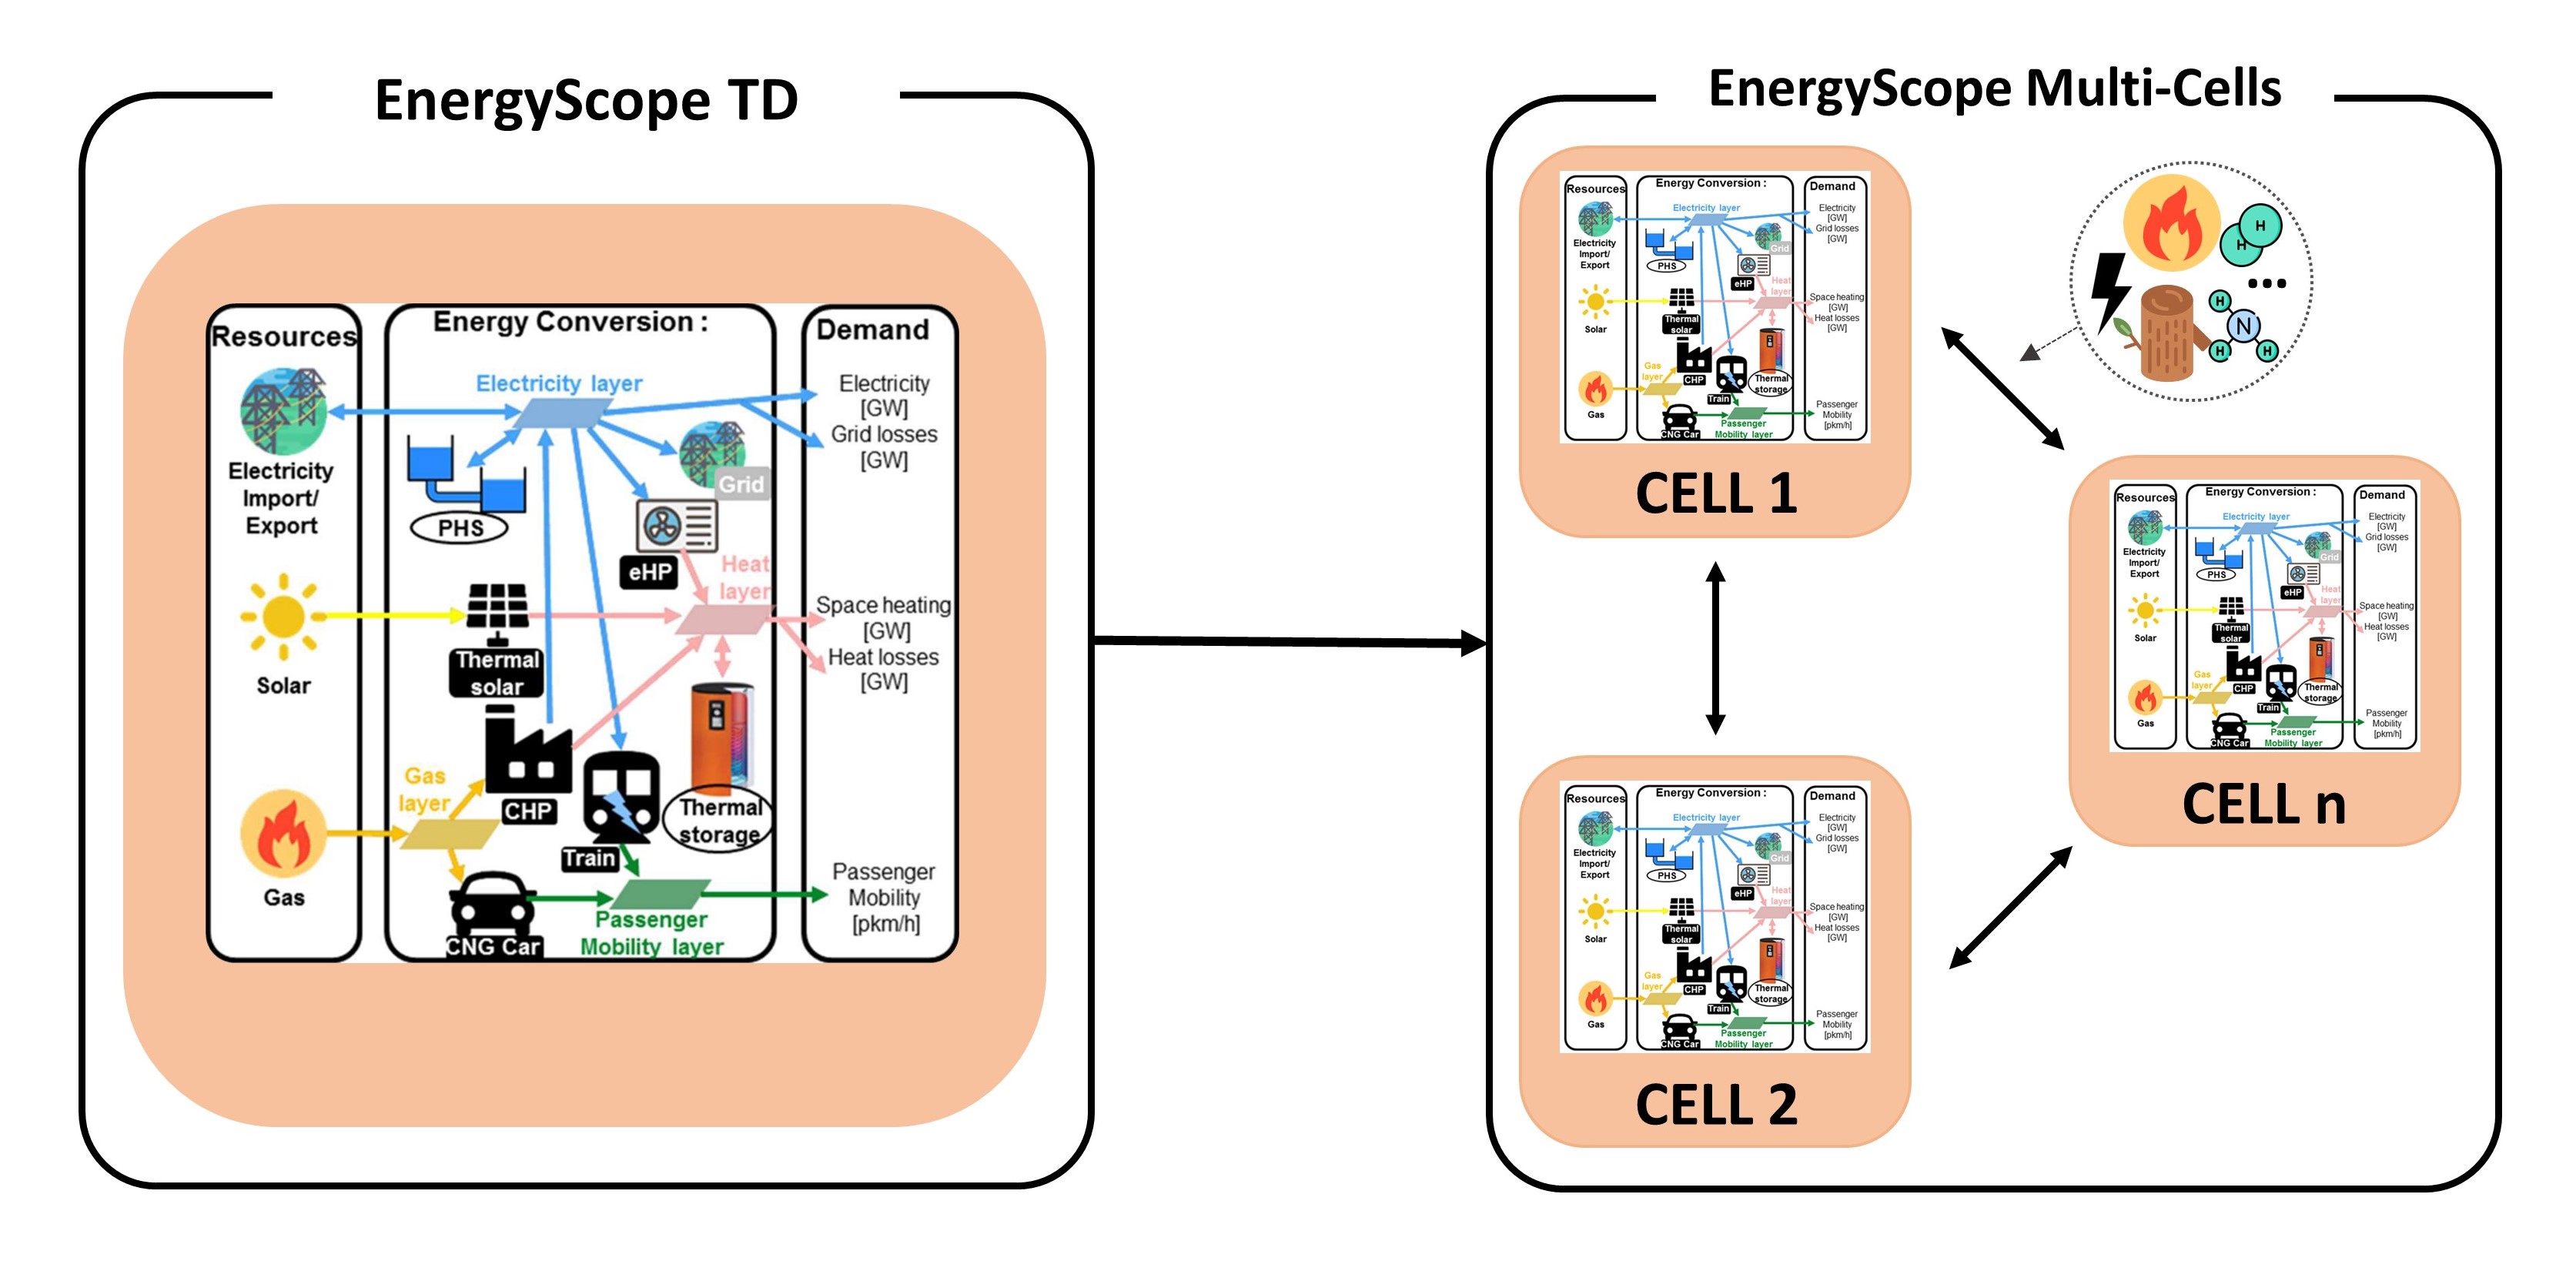 EnergyScope TD
Resources
Electricity
Import/
Export
Solar
Gas
Energy Conversion :
Electricity layer
PHS
Grid
eHP
Heat
layer
Thermal
solar
Gas
layer
CHP
Train
Thermal
storage
CNG Car
Passenger
Mobility layer
Demand
Electricity
[GW]
Grid losses
[GW]
Space heating
[GW]
Heat losses
[GW]
Passenger
Mobility
[pkm/h]
EnergyScope Multi-Cells
Resources
Electricity
Import/
Export
Solar
Gas
Energy Conversion :
Electricity layer
PHS
Grid
eHP
Heat
layer
Thermal
solar
Gas
layer
CHP
Train
Thermal
storage
CNG Car
Passenger
Mobility layer
Demand
Electricity
[GW]
Grid losses
[GW]
Space heating
[GW]
Heat losses
[GW]
Passenger
Mobility
[pkm/h]
CELL 1
H
H
...
H
N
H
H
Resources
Electricity
Import/
Export
Solar
Gas
Energy Conversion :
Electricity layer
PHS
Grid
eHP
Heat
layer
Thermal
solar
Gas
layer
CHP
Train
Thermal
storage
CNG Car
Passenger
Mobility layer
Demand
Electricity
[GW]
Grid losses
[GW]
Space heating
[GW]
Heat losses
[GW]
Passenger
Mobility
[pkm/h]
CELL n
Resources
Electricity
Import/
Export
Solar
Gas
Energy Conversion :
Electricity layer
PHS
Grid
eHP
Heat
layer
Thermal
solar
Gas
layer
CHP
Train
Thermal
storage
CNG Car
Passenger
Mobility layer
Demand
Electricity
[GW]
Grid losses
[GW]
Space heating
[GW]
Heat losses
[GW]
Passenger
Mobility
[pkm/h]
CELL 2